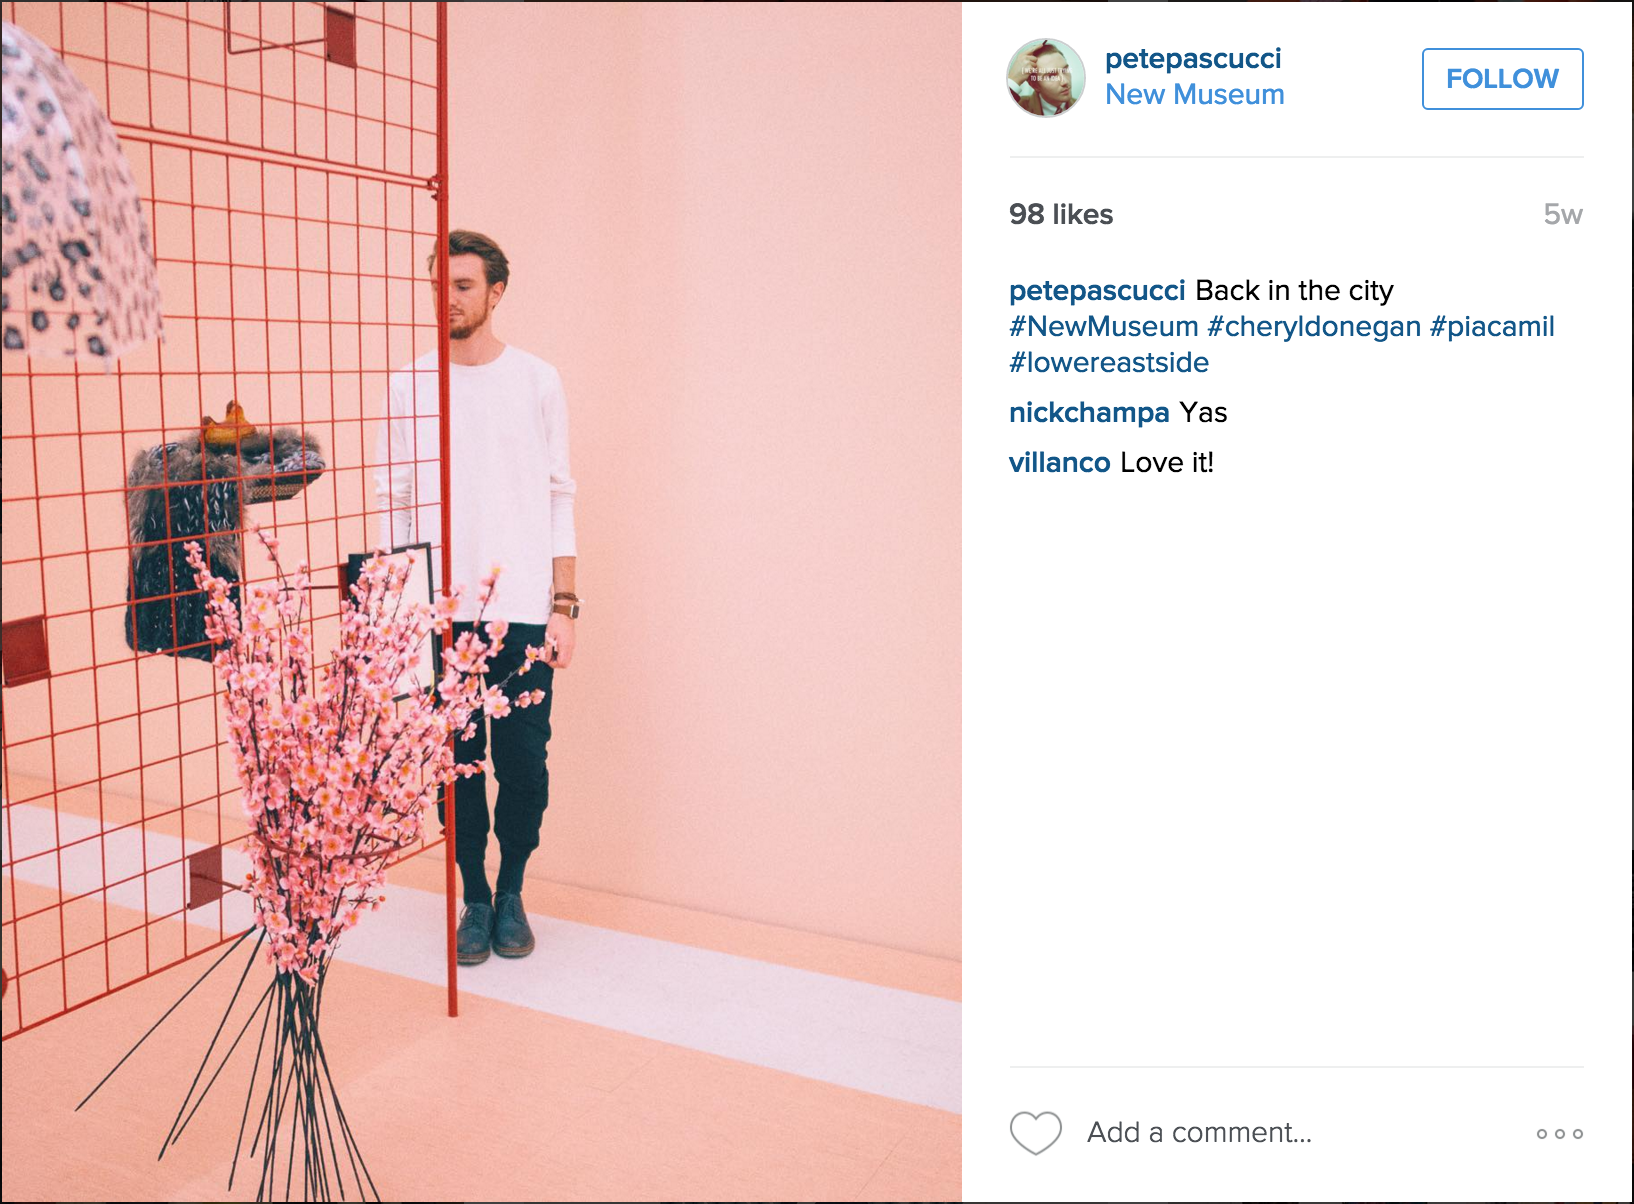 petepascucci
New Museum
FOLLOW
98 likes
5w
petepascucci Back in the city
#NewMuseum #cheryldonegan #piacamil
#lowereastside
nickchampa Yas
villanco Love it!
Add a comment...